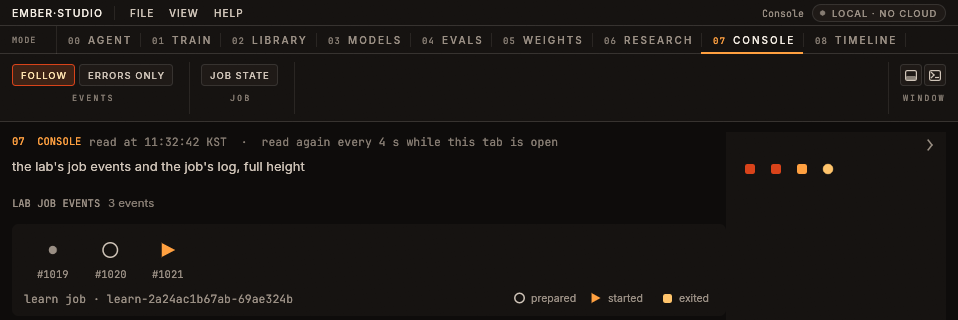 EMBER·STUDIO FILE VIEW HELP Console LOCAL · NO CLOUD
MODE 00 AGENT 01 TRAIN 02 LIBRARY 03 MODELS 04 EVALS 05 WEIGHTS 06 RESEARCH 07 CONSOLE 08 TIMELINE
FOLLOW ERRORS ONLY JOB STATE
EVENTS JOB WINDOW
07 CONSOLE read at 11:32:42 KST · read again every 4 s while this tab is open
the lab's job events and the job's log, full height
LAB JOB EVENTS 3 events
#1019 #1020 #1021
learn job · learn-2a24ac1b67ab-69ae324b prepared started exited